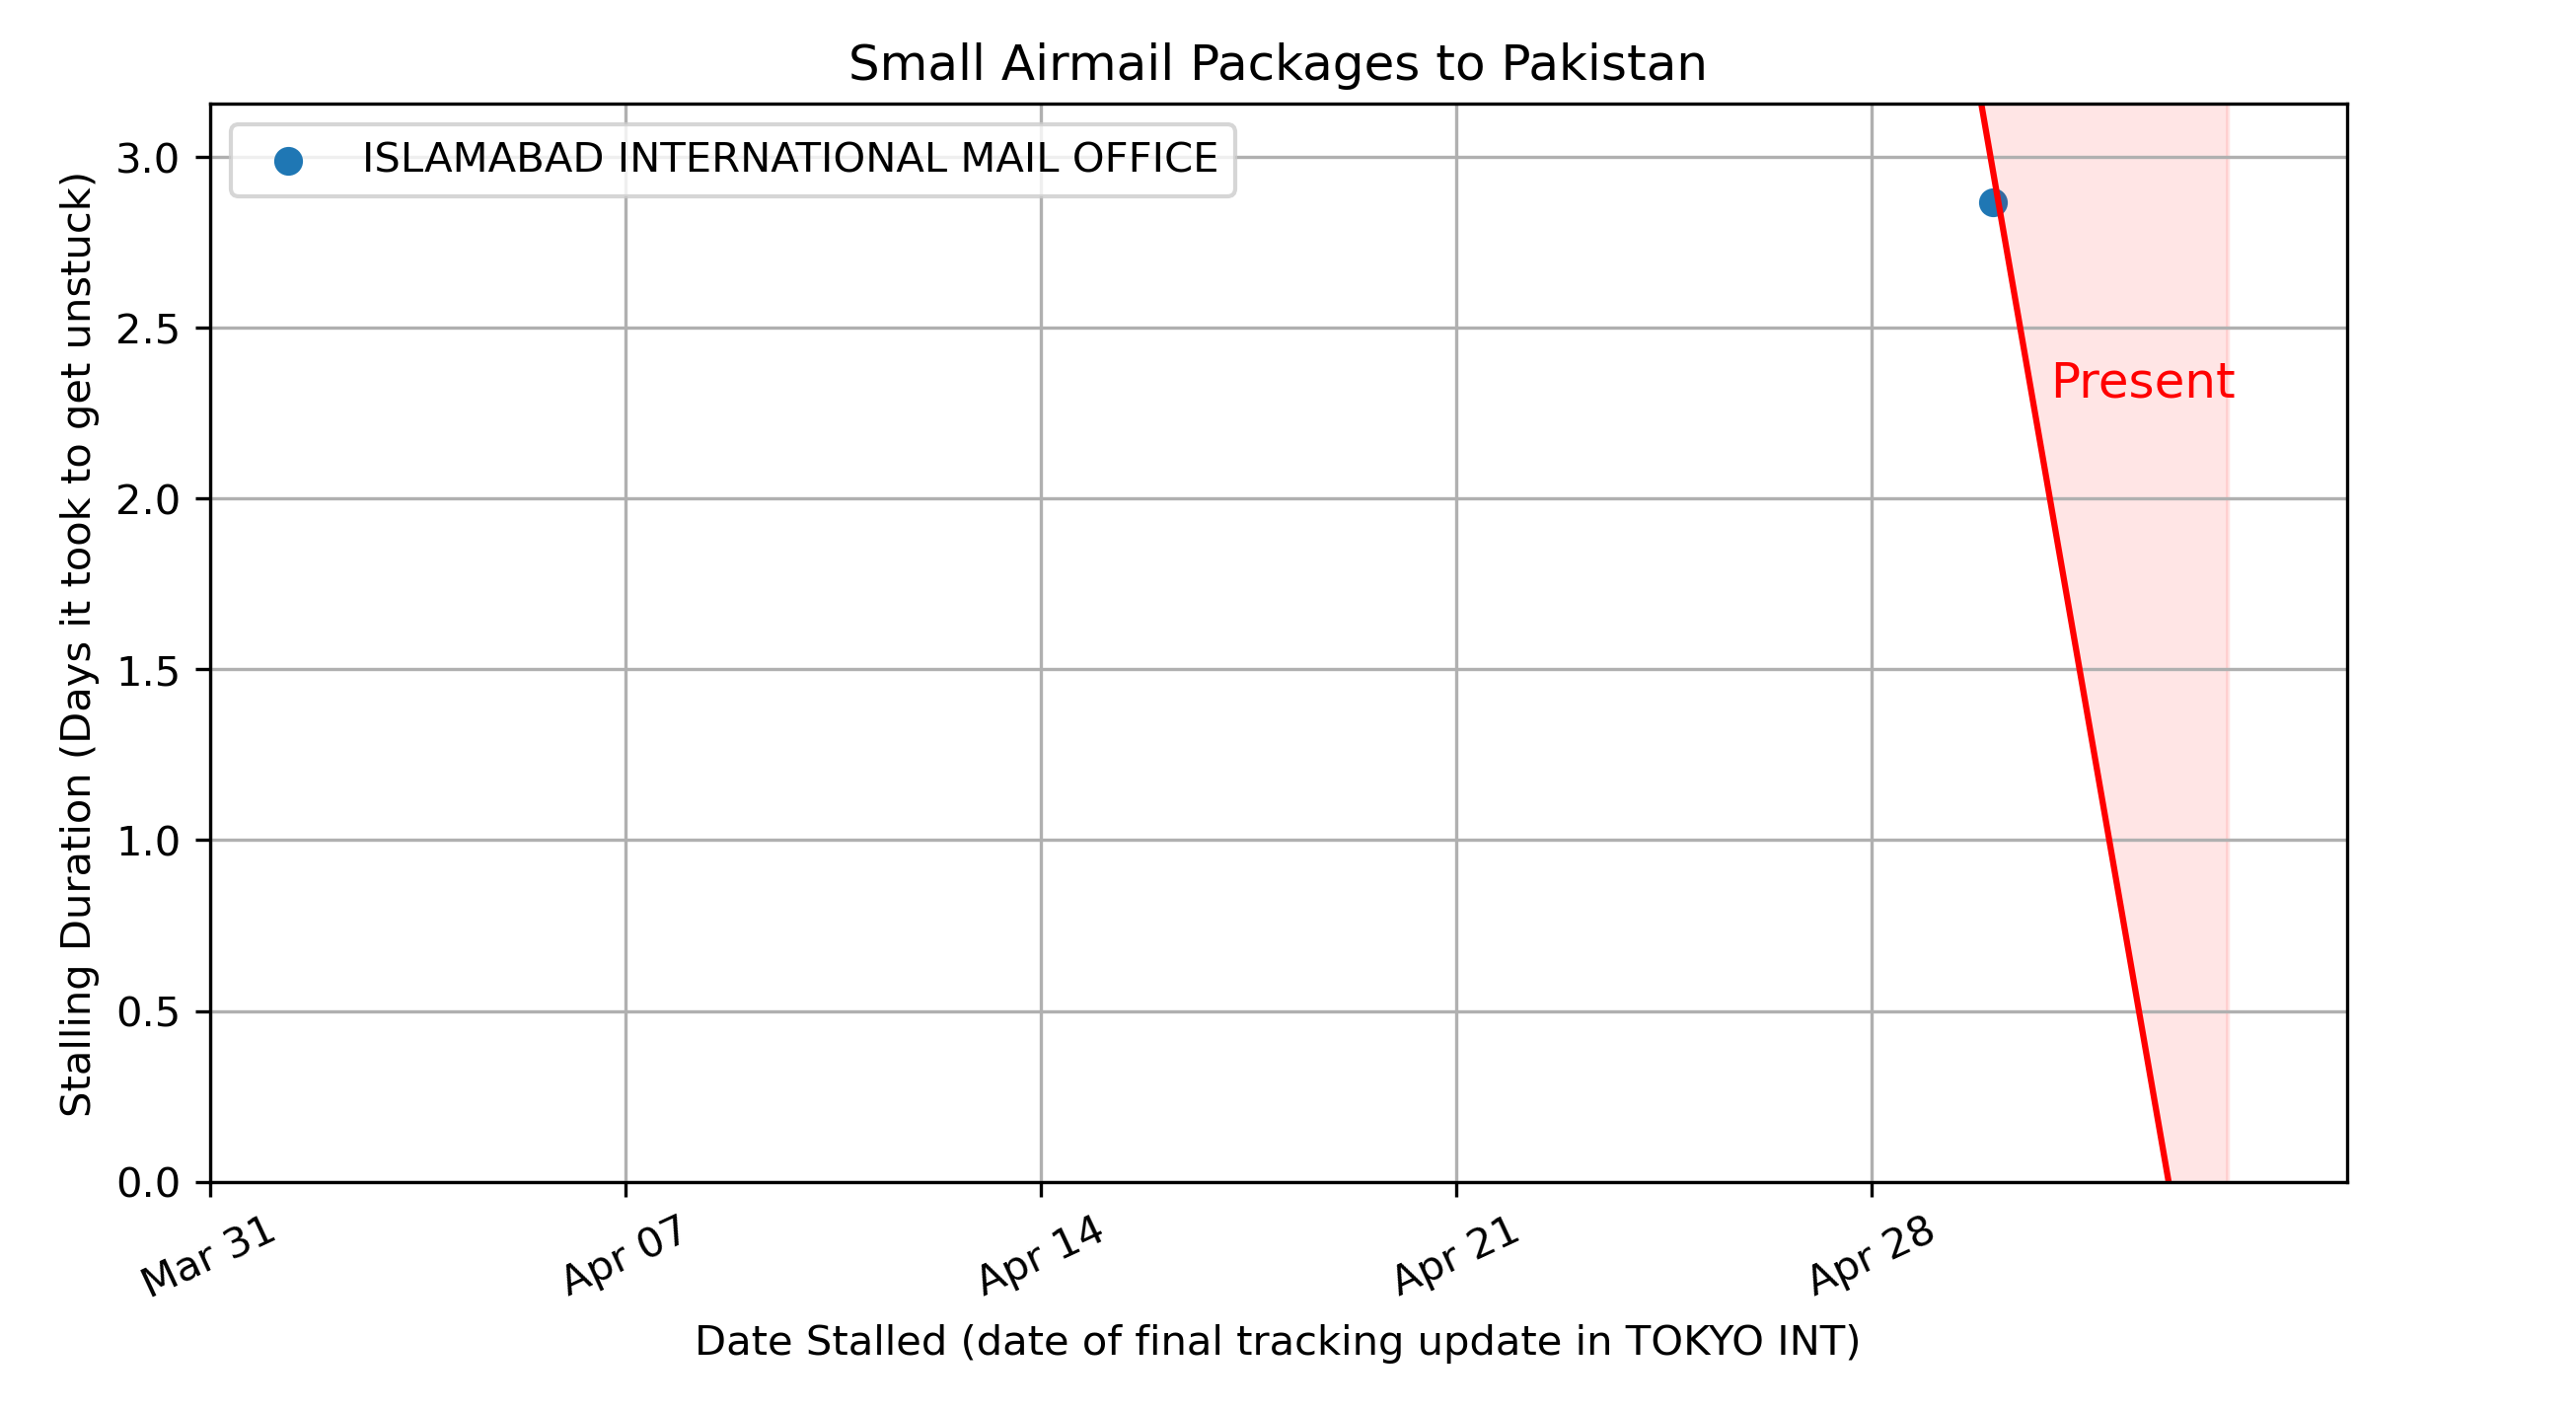 Small Airmail Packages to Pakistan
ISLAMABAD INTERNATIONAL MAIL OFFICE
Present
Stalling Duration (Days it took to get unstuck)
3.0
2.5
2.0
1.5
1.0
0.5
0.0
Mar 31
Apr 07
Apr 14
Apr 21
Apr 28
Date Stalled (date of final tracking update in TOKYO INT)